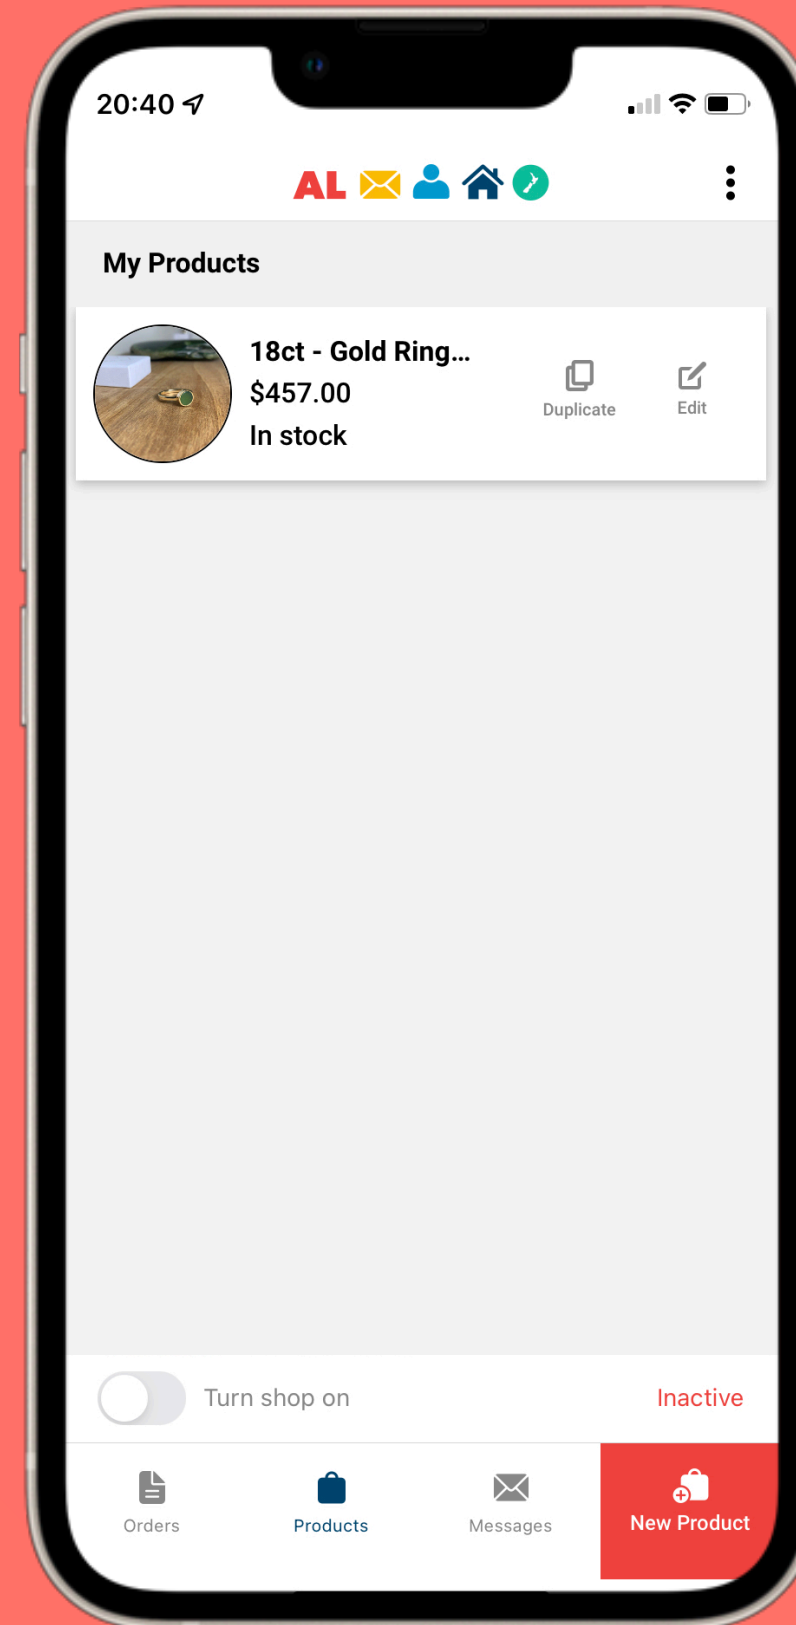 20:40
AL
My Products
18ct - Gold Ring...
$457.00
In stock
Duplicate
Edit
Turn shop on
Inactive
Orders
Products
Messages
New Product